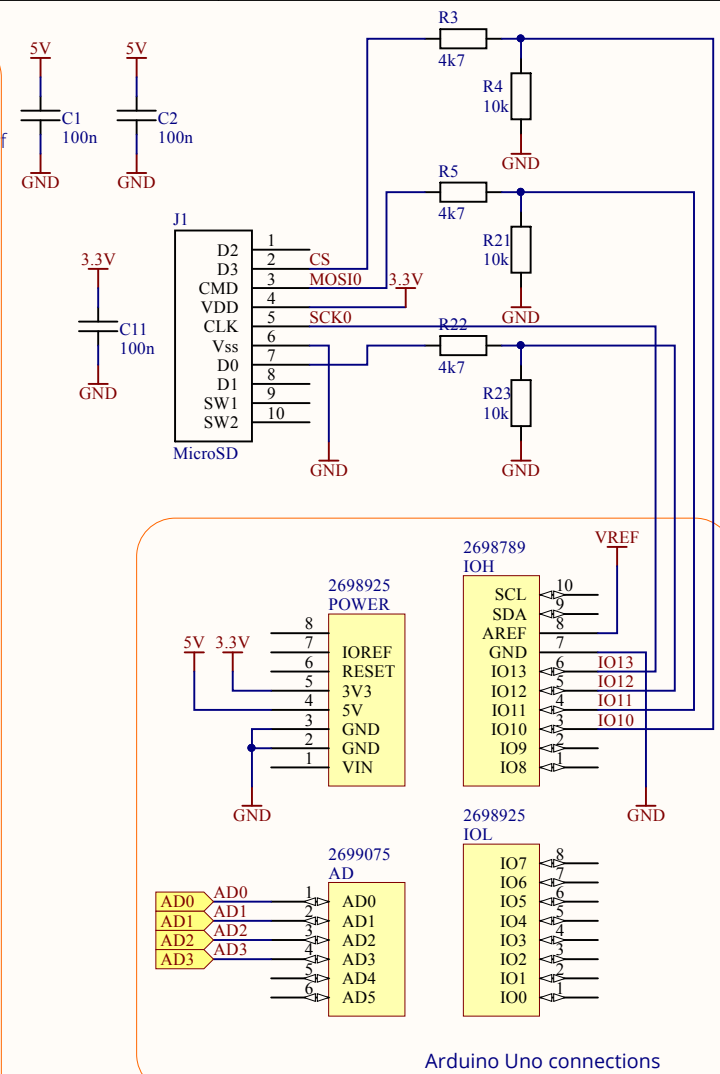 R3
4k7
5V
5V
R4
10k
C1
100n
C2
100n
f
GND
GND
GND
R5
4k7
J1
R21
10k
GND
3.3V
C11
100n
GND
D2
1
D3
2
CS
CMD
3
MOSI0
3.3V
VDD
4
CLK
5
SCK0
Vss
6
D0
7
D1
8
SW1
9
SW2
10
MicroSD
GND
R22
4k7
R23
10k
GND
VREF
2698789
IOH
SCL
10
SDA
9
AREF
8
GND
7
IO13
6
IO13
IO12
5
IO12
IO11
4
IO11
IO10
3
IO10
IO9
2
IO8
1
GND
2698925
POWER
8
7
IOREF
6
RESET
5
3V3
4
5V
3
GND
2
GND
1
VIN
5V
3.3V
GND
2699075
AD
AD0
AD0
1
AD0
AD1
AD1
2
AD1
AD2
AD2
3
AD2
AD3
AD3
4
AD3
5
AD4
6
AD5
2698925
IOL
IO7
8
IO6
7
IO5
6
IO4
5
IO3
4
IO2
3
IO1
2
IO0
1
Arduino Uno connections